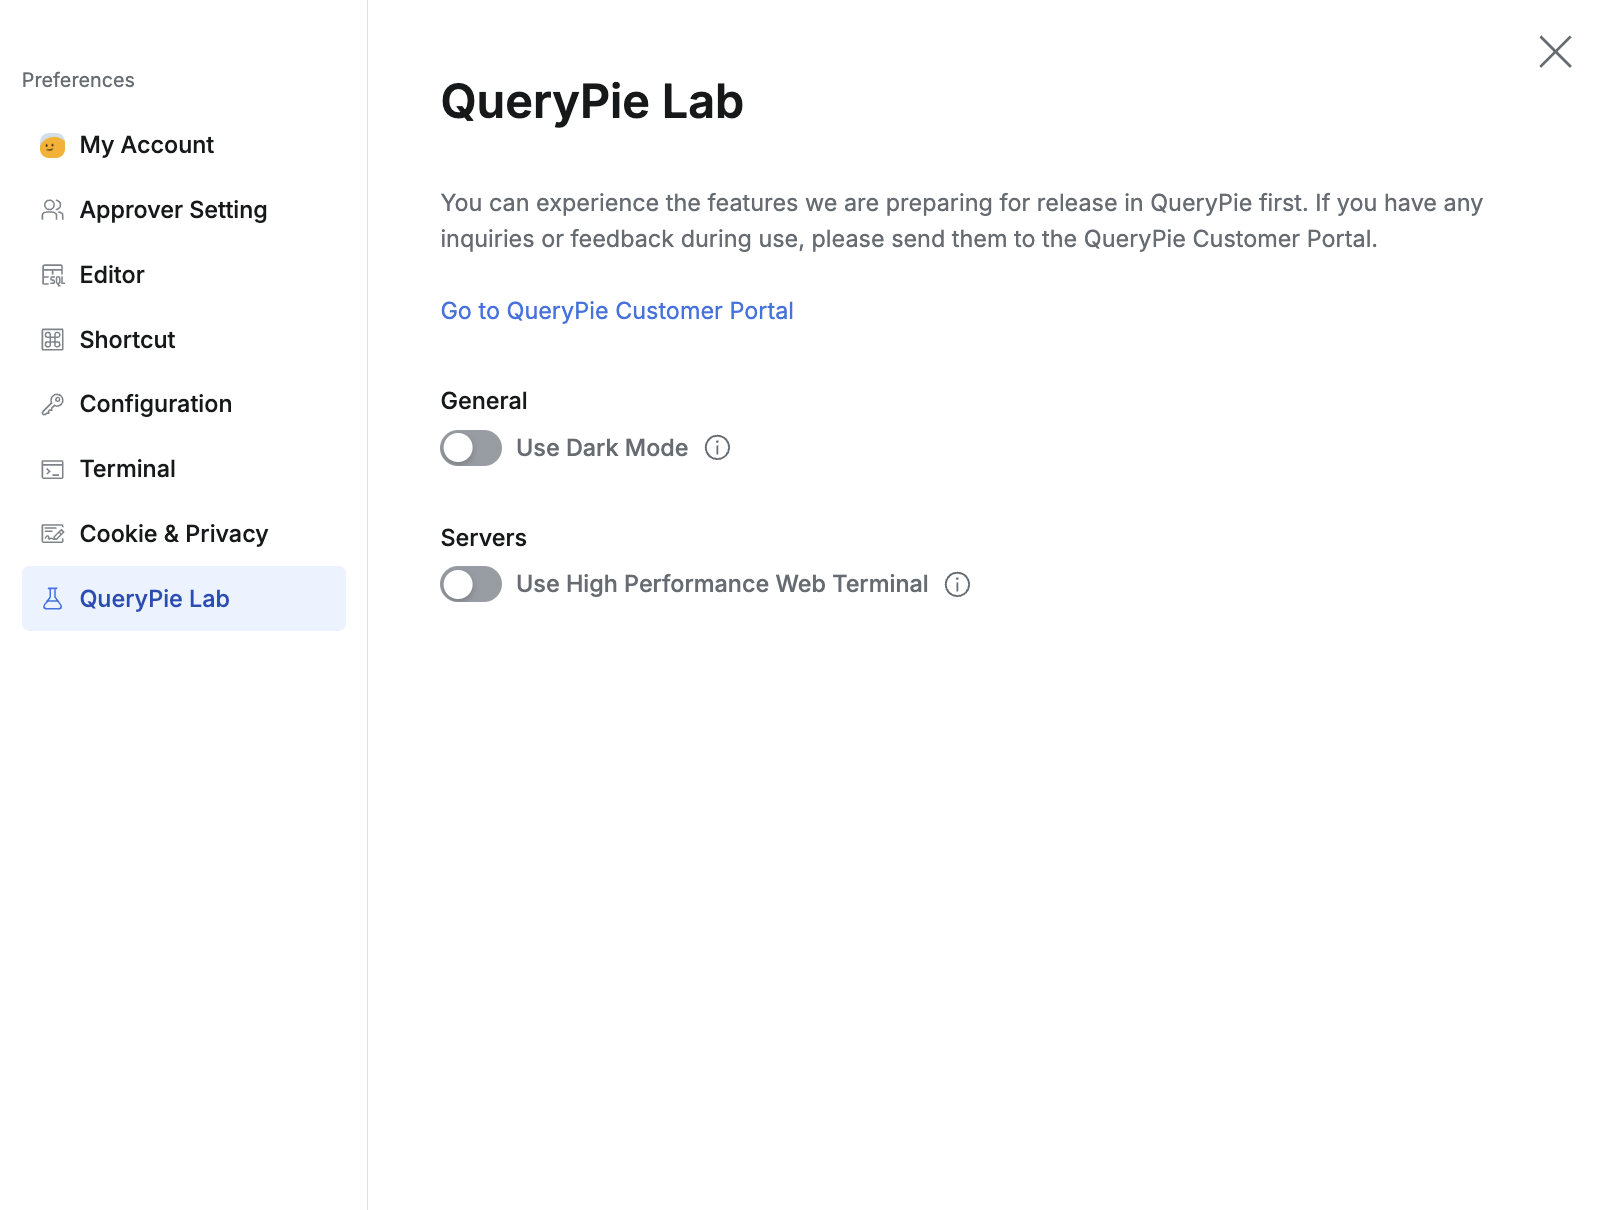 Preferences
My Account
Approver Setting
Editor
Shortcut
Configuration
Terminal
Cookie & Privacy
QueryPie Lab
QueryPie Lab
You can experience the features we are preparing for release in QueryPie first. If you have any
inquiries or feedback during use, please send them to the QueryPie Customer Portal.
Go to QueryPie Customer Portal
General
Use Dark Mode
Servers
Use High Performance Web Terminal